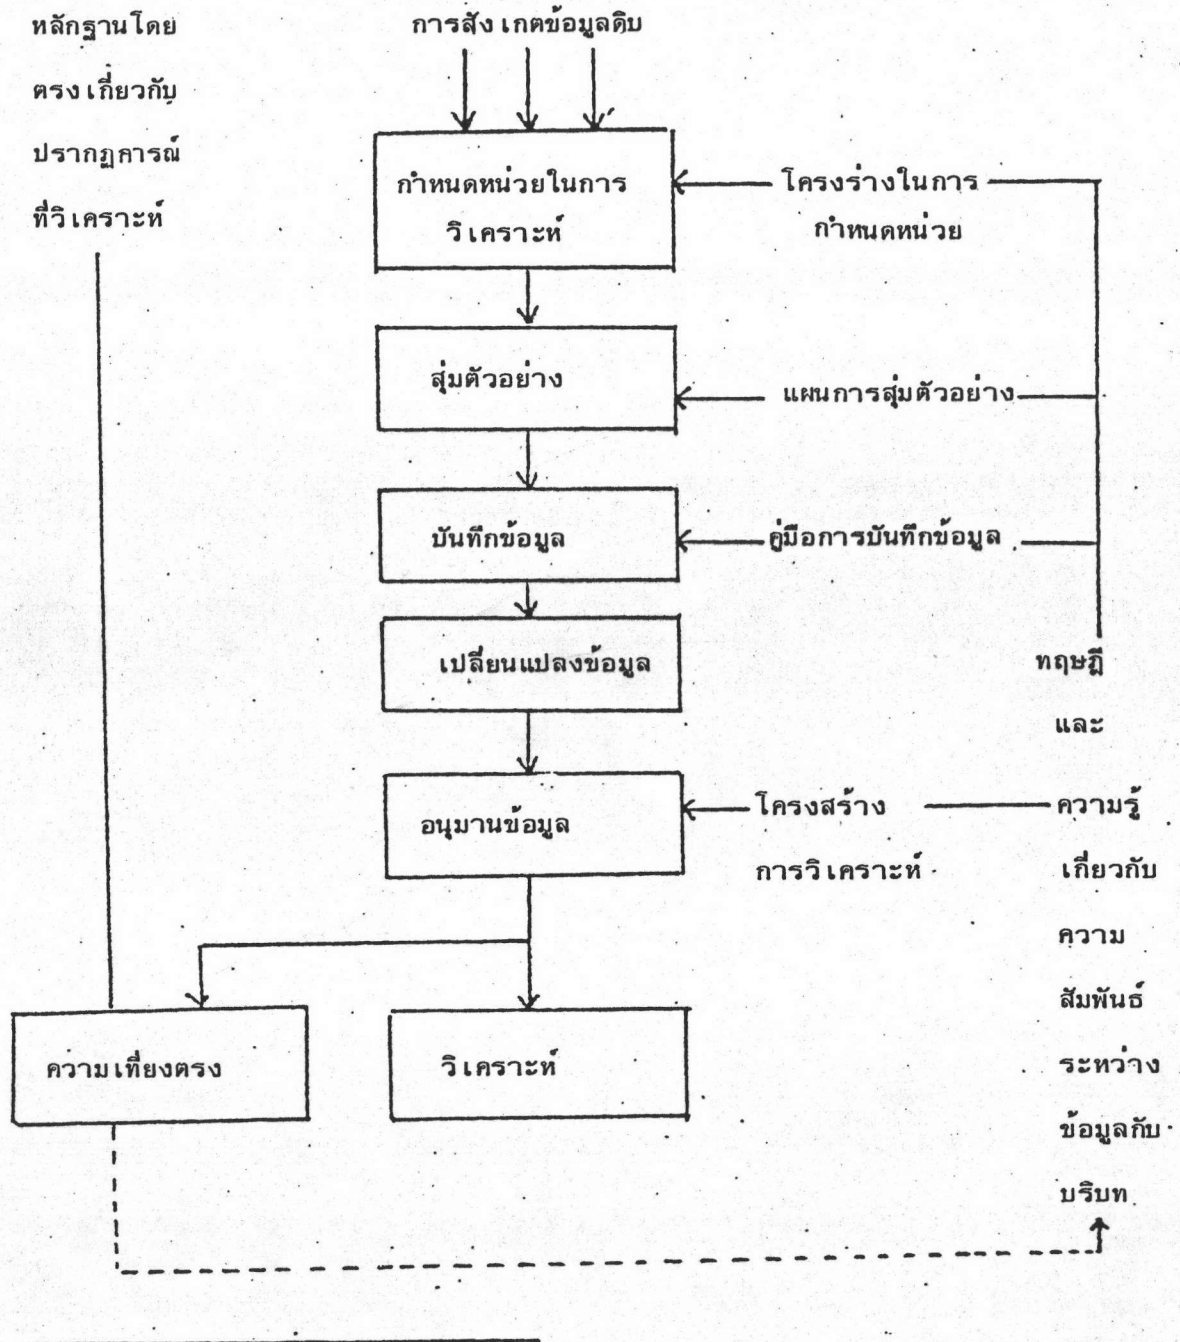 หลักฐานโดย
ตรงเกี่ยวกับ
ปรากฏการณ์
ที่วิเคราะห์
การสังเกตข้อมูลดิบ
กำหนดหน่วยในการ
วิเคราะห์
โครงร่างในการ
กำหนดหน่วย
สุ่มตัวอย่าง
แผนการสุ่มตัวอย่าง
บันทึกข้อมูล
คู่มือการบันทึกข้อมูล
เปลี่ยนแปลงข้อมูล
อนุมานข้อมูล
โครงสร้าง
การวิเคราะห์
ทฤษฎี
และ
ความรู้
เกี่ยวกับ
ความ
สัมพันธ์
ระหว่าง
ข้อมูลกับ
บริบท
ความเที่ยงตรง
วิเคราะห์